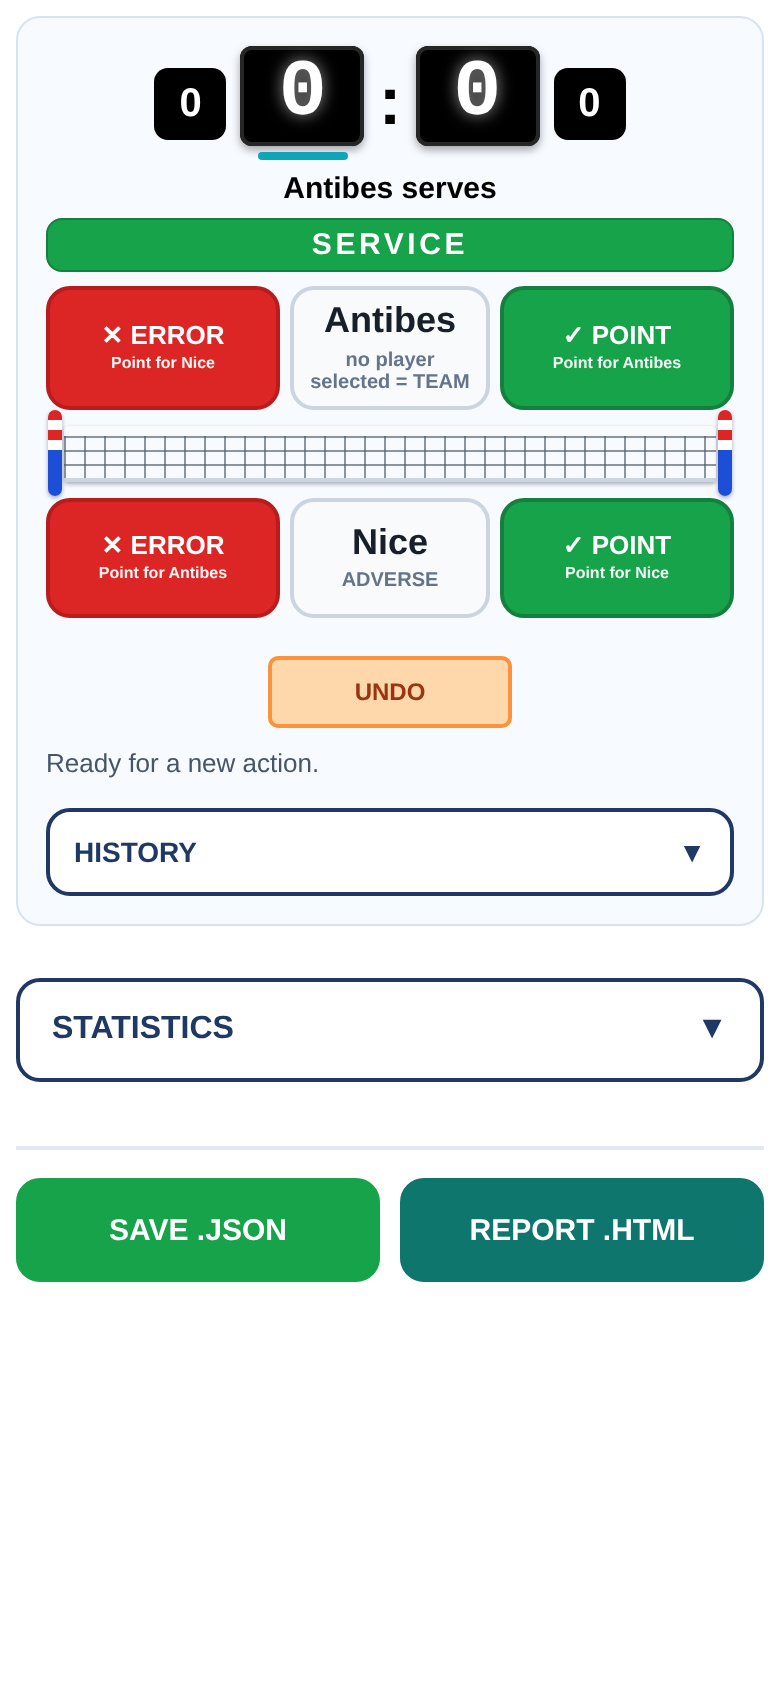 0 0 : 0 0
Antibes serves
SERVICE
✕ ERROR
Point for Nice
Antibes
no player
selected = TEAM
✓ POINT
Point for Antibes
✕ ERROR
Point for Antibes
Nice
ADVERSE
✓ POINT
Point for Nice
UNDO
Ready for a new action.
HISTORY ▼
STATISTICS ▼
SAVE .JSON
REPORT .HTML